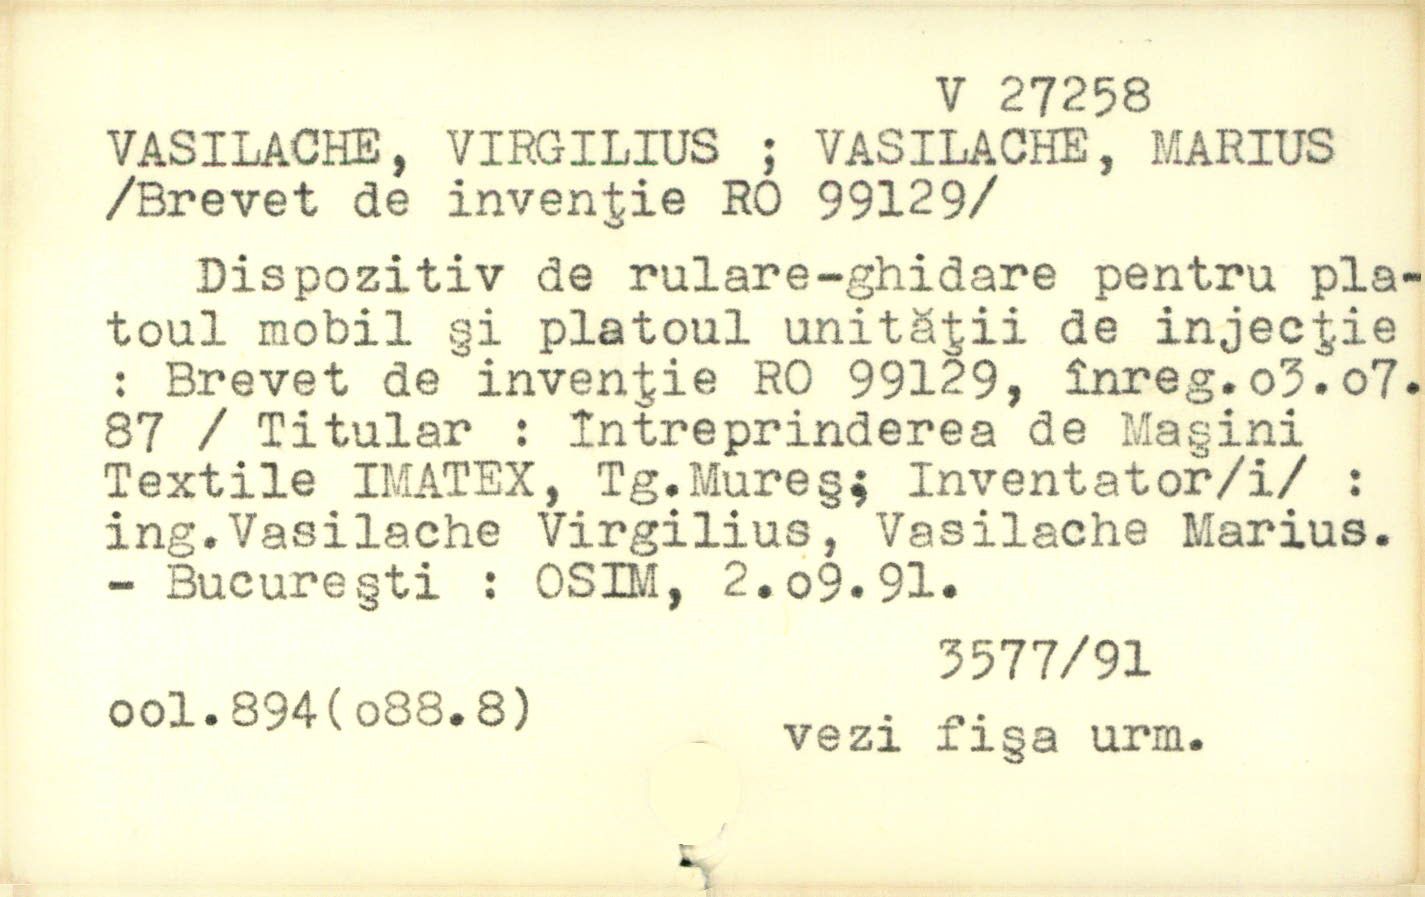 V 27258
VASILACHE, VIRGILIUS ; VASILACHE, MARIUS
/Brevet de invenţie RO 99129/
Dispozitiv de rulare-ghidare pentru pla-
toul mobil şi platoul unităţii de injecţie
: Brevet de invenţie RO 99129, înreg.o3.o7.
87 / Titular : Întreprinderea de Maşini
Textile IMATEX, Tg.Mureş; Inventator/i/ :
ing.Vasilache Virgilius, Vasilache Marius.
- Bucureşti : OSIM, 2.o9.91.
3577/91
ool.894(o88.8)
vezi fişa urm.